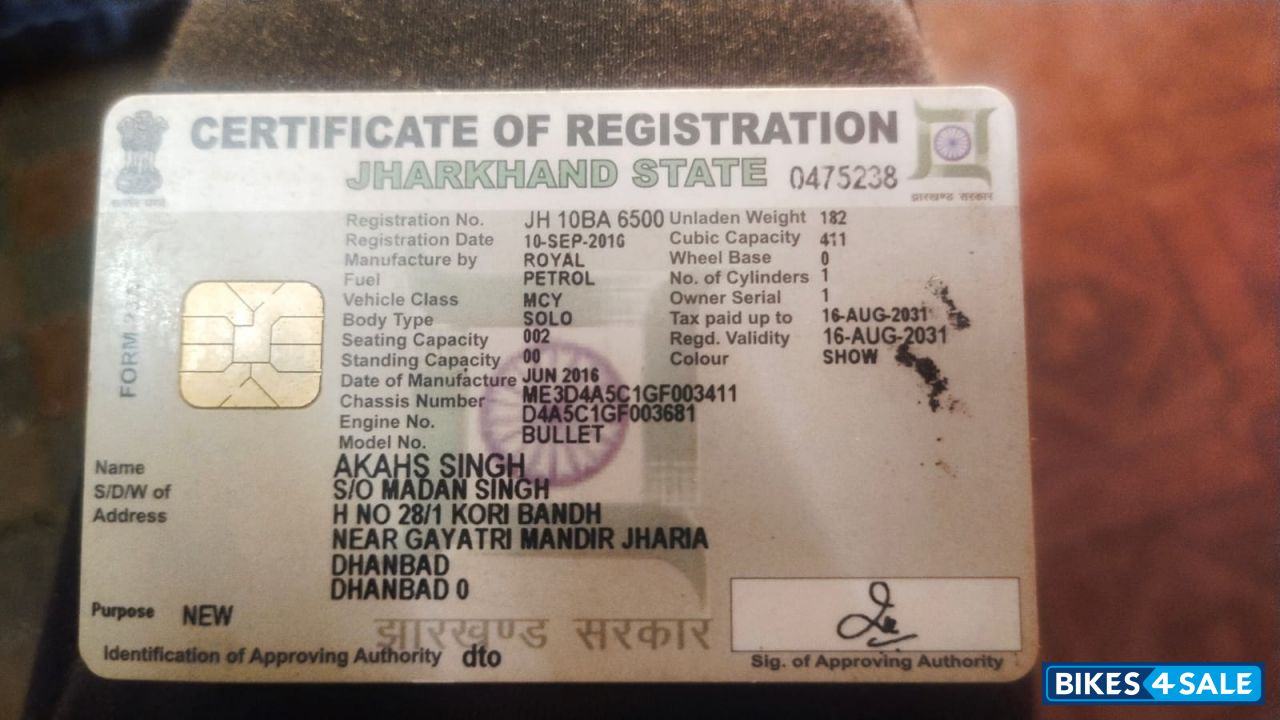 CERTIFICATE OF REGISTRATION
JHARKHAND STATE 0475238
झारखण्ड सरकार
Registration No. JH 10BA 6500 Unladen Weight 182
Registration Date 10-SEP-2016 Cubic Capacity 411
Manufacture by ROYAL Wheel Base 0
Fuel PETROL No. of Cylinders 1
Vehicle Class MCY Owner Serial 1
Body Type SOLO Tax paid up to 16-AUG-2031
Seating Capacity 002 Regd. Validity 16-AUG-2031
Standing Capacity 00 Colour SHOW
Date of Manufacture JUN 2016
Chassis Number ME3D4A5C1GF003411
Engine No. D4A5C1GF003681
Model No. BULLET
FORM
Name AKAHS SINGH
S/D/W of S/O MADAN SINGH
Address H NO 28/1 KORI BANDH
NEAR GAYATRI MANDIR JHARIA
DHANBAD
DHANBAD 0
Purpose NEW
झारखण्ड सरकार
Identification of Approving Authority dto
Sig. of Approving Authority
BIKES4SALE